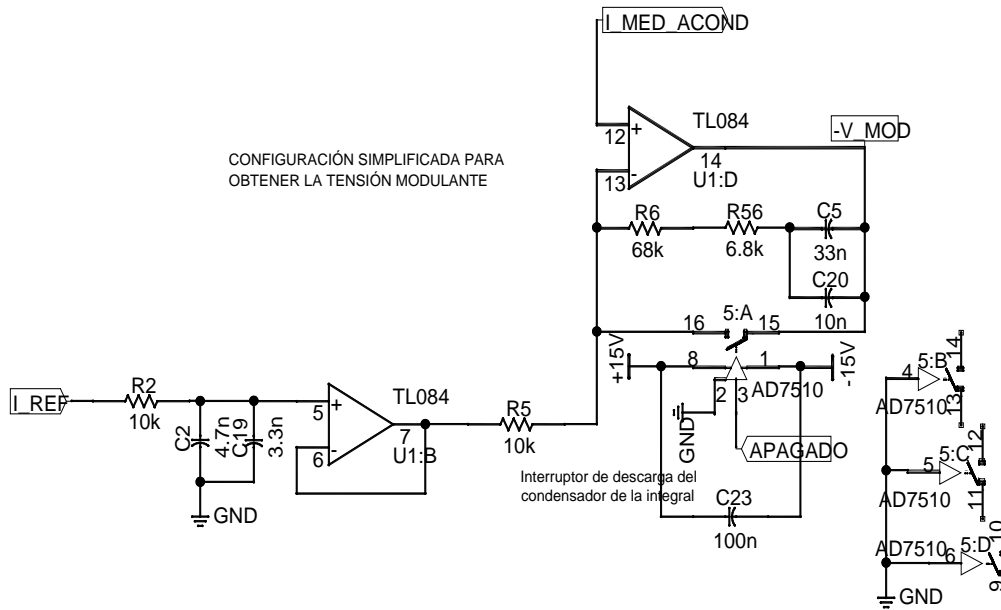 I_MED_ACOND
TL084
12
+
-V_MOD
14
13
-
U1:D
CONFIGURACIÓN SIMPLIFICADA PARA
OBTENER LA TENSIÓN MODULANTE
R6
68k
R56
6.8k
C5
33n
C20
10n
5:A
16
15
+15V
8
1
-15V
2
3
AD7510
GND
APAGADO
C23
100n
I_REF
R2
10k
C2
4.7n
C19
3.3n
GND
TL084
5
+
6
-
7
U1:B
R5
10k
Interruptor de descarga del
condensador de la integral
14
4
5:B
AD7510
13
12
5
5:C
AD7510
11
10
AD7510
6
5:D
9
GND